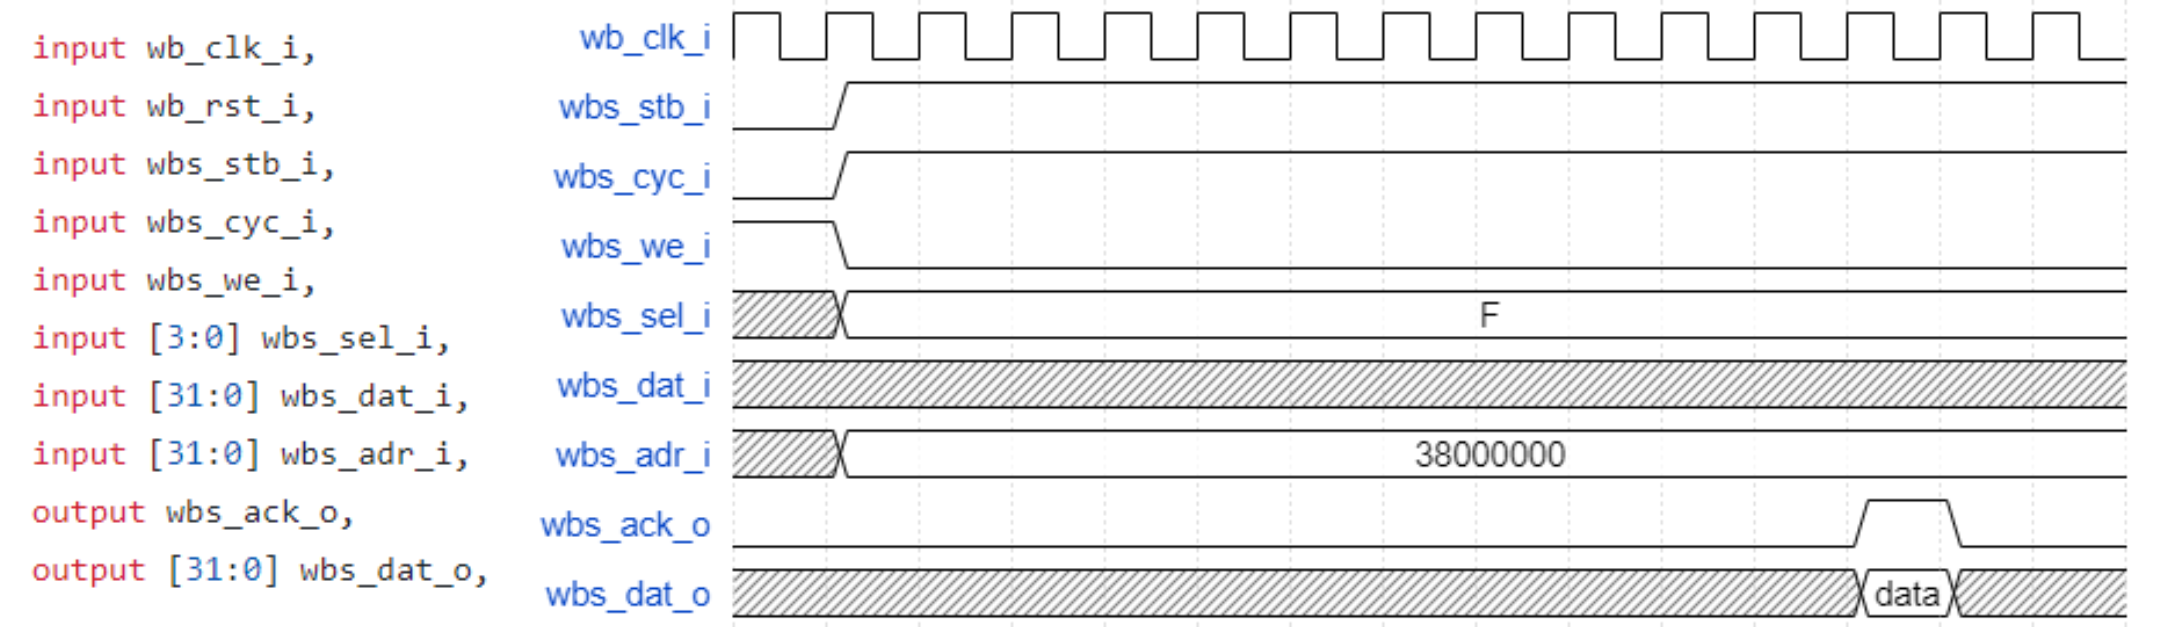 input wb_clk_i,
input wb_rst_i,
input wbs_stb_i,
input wbs_cyc_i,
input wbs_we_i,
input [3:0] wbs_sel_i,
input [31:0] wbs_dat_i,
input [31:0] wbs_adr_i,
output wbs_ack_o,
output [31:0] wbs_dat_o,
wb_clk_i
wbs_stb_i
wbs_cyc_i
wbs_we_i
wbs_sel_i F
wbs_dat_i
wbs_adr_i 38000000
wbs_ack_o
wbs_dat_o data